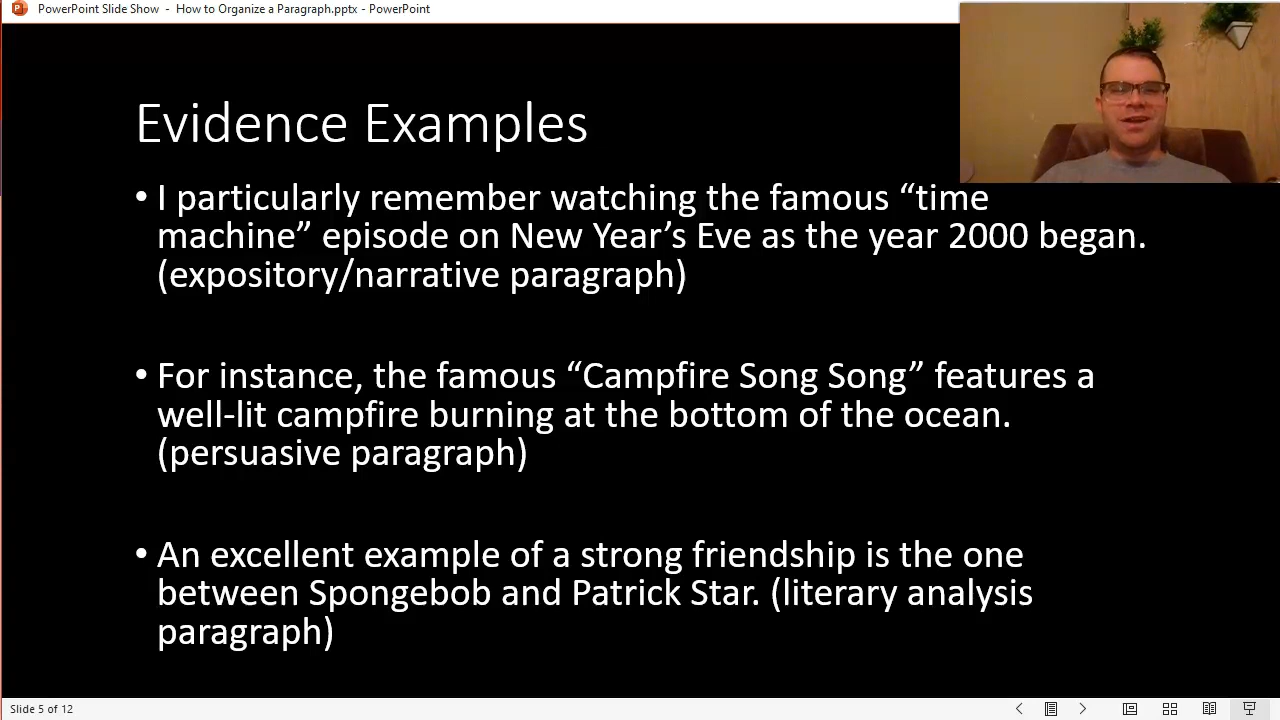 PowerPoint Slide Show - How to Organize a Paragraph.pptx - PowerPoint
Evidence Examples
• I particularly remember watching the famous “time
machine” episode on New Year’s Eve as the year 2000 began.
(expository/narrative paragraph)
• For instance, the famous “Campfire Song Song” features a
well-lit campfire burning at the bottom of the ocean.
(persuasive paragraph)
• An excellent example of a strong friendship is the one
between Spongebob and Patrick Star. (literary analysis
paragraph)
Slide 5 of 12